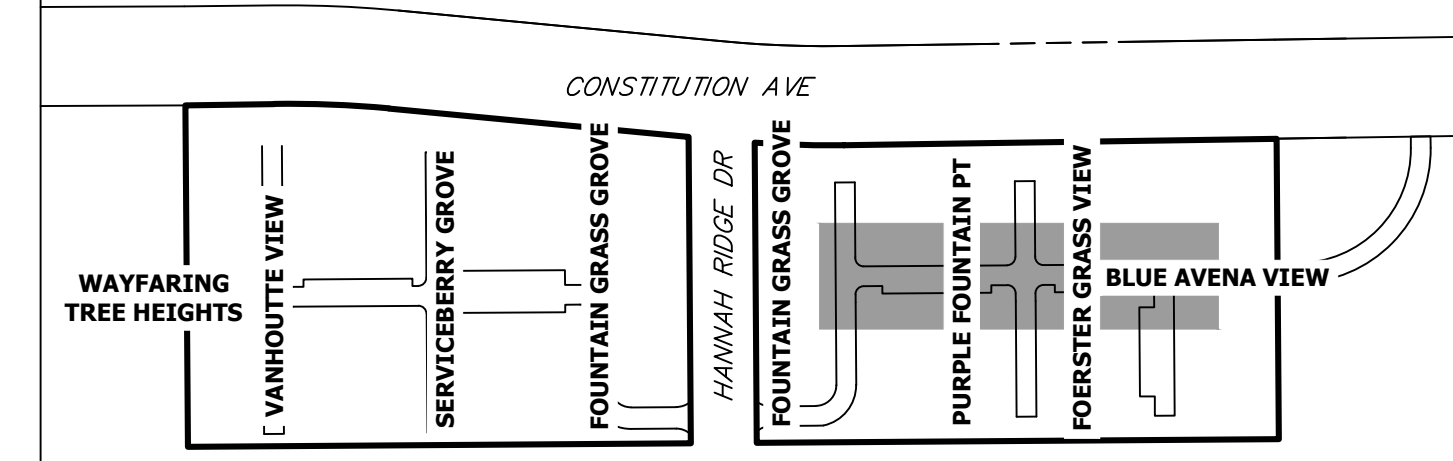 CONSTITUTION AVE
WAYFARING
TREE HEIGHTS
VANHOUTTE VIEW
SERVICEBERRY GROVE
FOUNTAIN GRASS GROVE
HANNAH RIDGE DR
FOUNTAIN GRASS GROVE
PURPLE FOUNTAIN PT
FOERSTER GRASS VIEW
BLUE AVENA VIEW